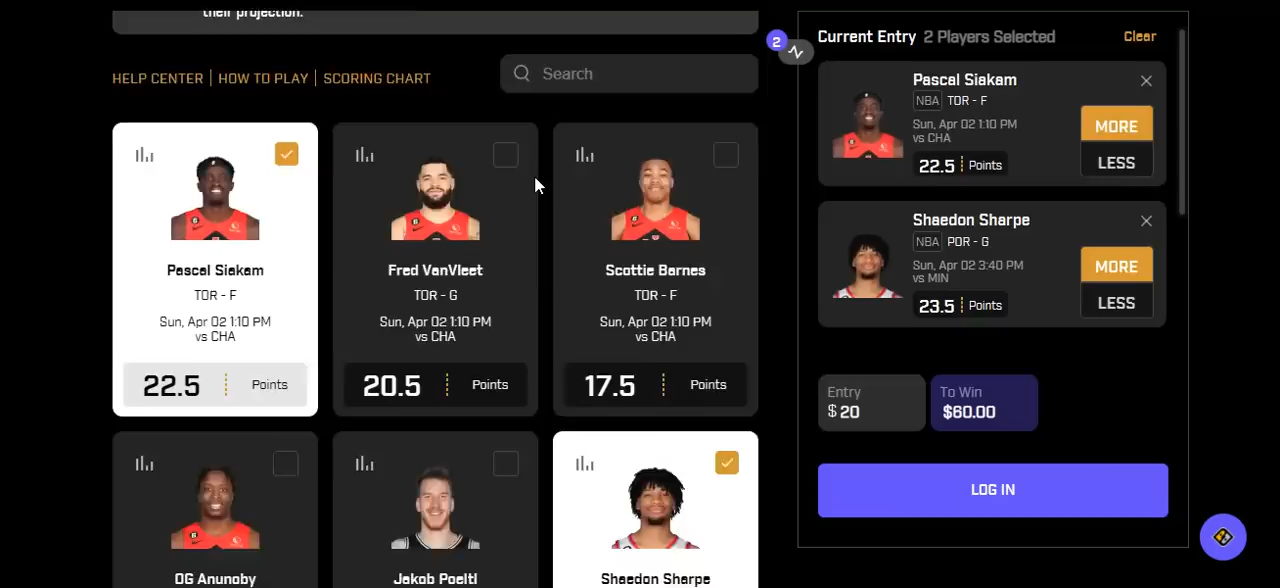 their projection.
HELP CENTER | HOW TO PLAY | SCORING CHART
Search
Pascal Siakam
TOR - F
Sun, Apr 02 1:10 PM
vs CHA
22.5 Points
Fred VanVleet
TOR - G
Sun, Apr 02 1:10 PM
vs CHA
20.5 Points
Scottie Barnes
TOR - F
Sun, Apr 02 1:10 PM
vs CHA
17.5 Points
OG Anunoby
Jakob Poeltl
Shaedon Sharpe
2
Current Entry 2 Players Selected
Clear
Pascal Siakam
NBA TOR - F
Sun, Apr 02 1:10 PM
vs CHA
22.5 Points
MORE
LESS
Shaedon Sharpe
NBA POR - G
Sun, Apr 02 3:40 PM
vs MIN
23.5 Points
MORE
LESS
Entry
$ 20
To Win
$60.00
LOG IN